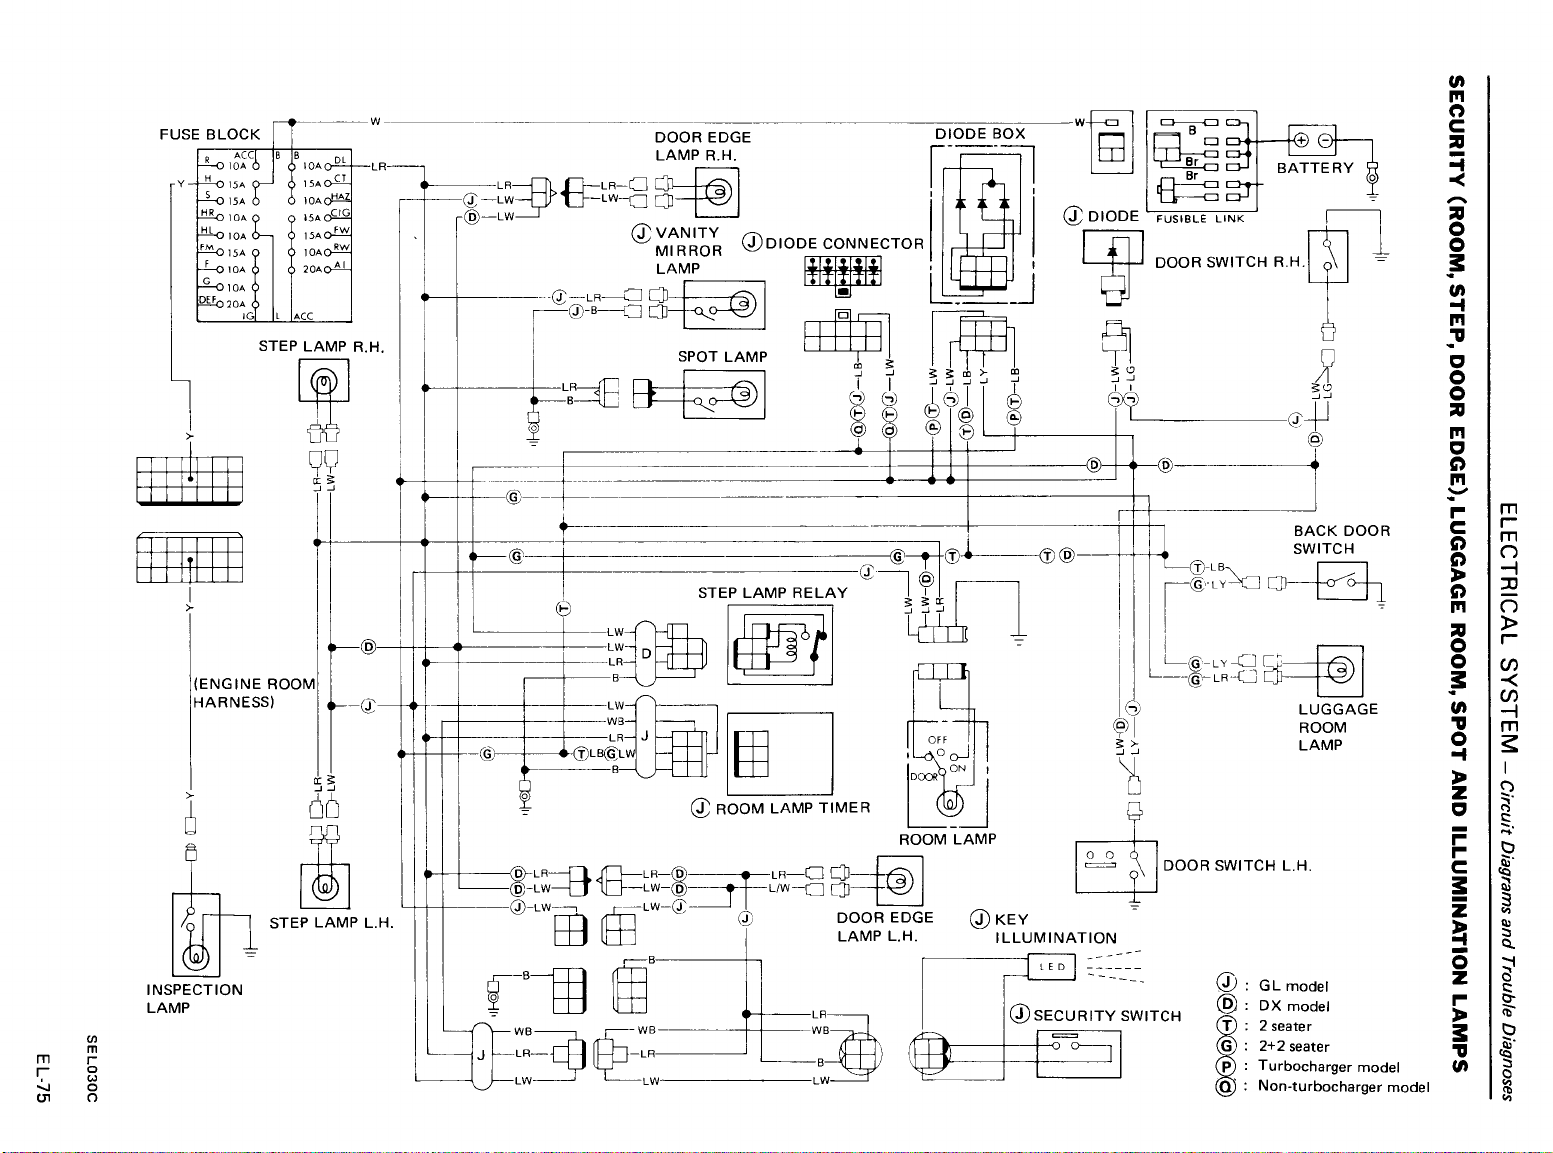 ELECTRICAL SYSTEM – Circuit Diagrams and Trouble Diagnoses
SECURITY (ROOM, STEP, DOOR EDGE), LUGGAGE ROOM, SPOT AND ILLUMINATION LAMPS
FUSE BLOCK
ACC B B
R 10A 10A DL
H 15A 15A CT
S 15A 10A HAZ
HR 10A 15A CIG
HL 10A 15A FW
FM 15A 10A RW
F 10A 20A AI
G 10A
DEF 20A
IG L ACC
W
W
LR
Y
DOOR EDGE
LAMP R.H.
LR LR
J LW LW
D LW
J VANITY
MIRROR
LAMP
J LR
J B
SPOT LAMP
LR
B
J DIODE CONNECTOR
DIODE BOX
J DIODE
FUSIBLE LINK
B
Br
Br
BATTERY
DOOR SWITCH R.H.
LW LG
J
D
LB LW LW LW LB LY LB LW LG
J J J J J
T T T D T
Q Q P T P
D D
STEP LAMP R.H.
LR LW
Y
Y
(ENGINE ROOM
HARNESS)
Y
INSPECTION
LAMP
LR LW
STEP LAMP L.H.
D
J
G
G G T T D
J
D
LW LW LR
T
STEP LAMP RELAY
LW
LW
LR
B
D
LW
WB
LR
G T LB G LW
B
J
J ROOM LAMP TIMER
OFF
ON
DOOR
ROOM LAMP
BACK DOOR
SWITCH
T LB
G LY
G LY
G LR
LUGGAGE
ROOM
LAMP
D J
LW LY
DOOR SWITCH L.H.
D LR LR D LR
D LW LW D L/W
J LW LW J
J
DOOR EDGE
LAMP L.H.
B B
WB WB LR
WB
J LR LR
B
LW LW LW
J KEY
ILLUMINATION
LED
J SECURITY SWITCH
J : GL model
D : DX model
T : 2 seater
G : 2+2 seater
P : Turbocharger model
Q : Non-turbocharger model
SEL030C
EL-75